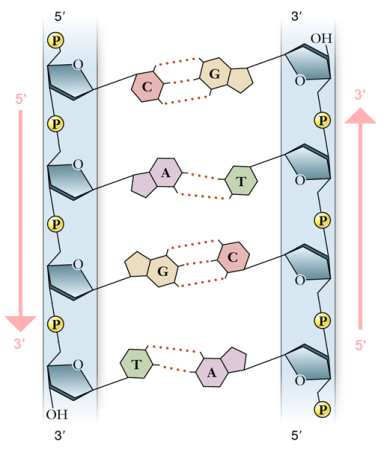 5′ 3′
P OH
O C G O
5′ 3′
P P
O A T O
P P
O G C O
P P
3′ 5′
O T A O
OH P
3′ 5′